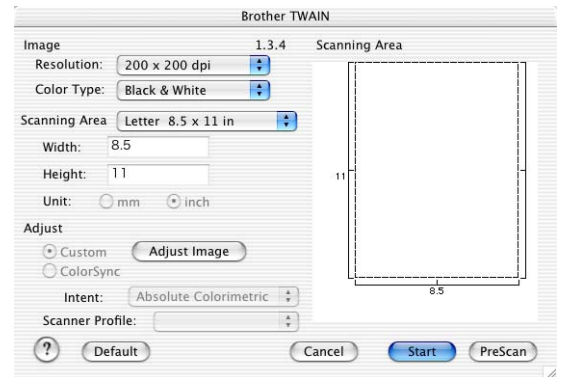 Brother TWAIN
Image 1.3.4
Resolution: 200 x 200 dpi
Color Type: Black & White
Scanning Area Letter 8.5 x 11 in
Width: 8.5
Height: 11
Unit: mm inch
Adjust
Custom Adjust Image
ColorSync
Intent: Absolute Colorimetric
Scanner Profile:
Scanning Area
11
8.5
? Default Cancel Start PreScan